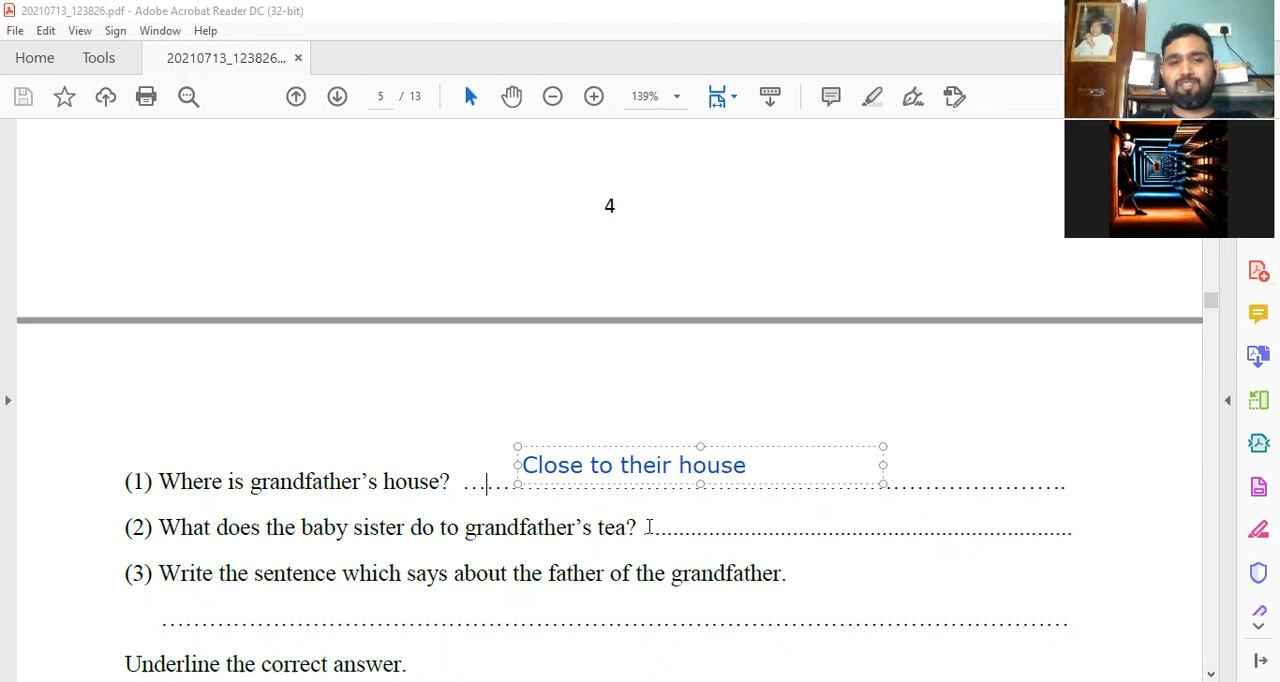 20210713_123826.pdf - Adobe Acrobat Reader DC (32-bit)
File Edit View Sign Window Help
Home Tools 20210713_123826... ×
5 / 13 139%
4
Close to their house
(1) Where is grandfather’s house? ………………………………………………………….
(2) What does the baby sister do to grandfather’s tea? ......................................................................
(3) Write the sentence which says about the father of the grandfather.
……………………………………………………………………………………
Underline the correct answer.